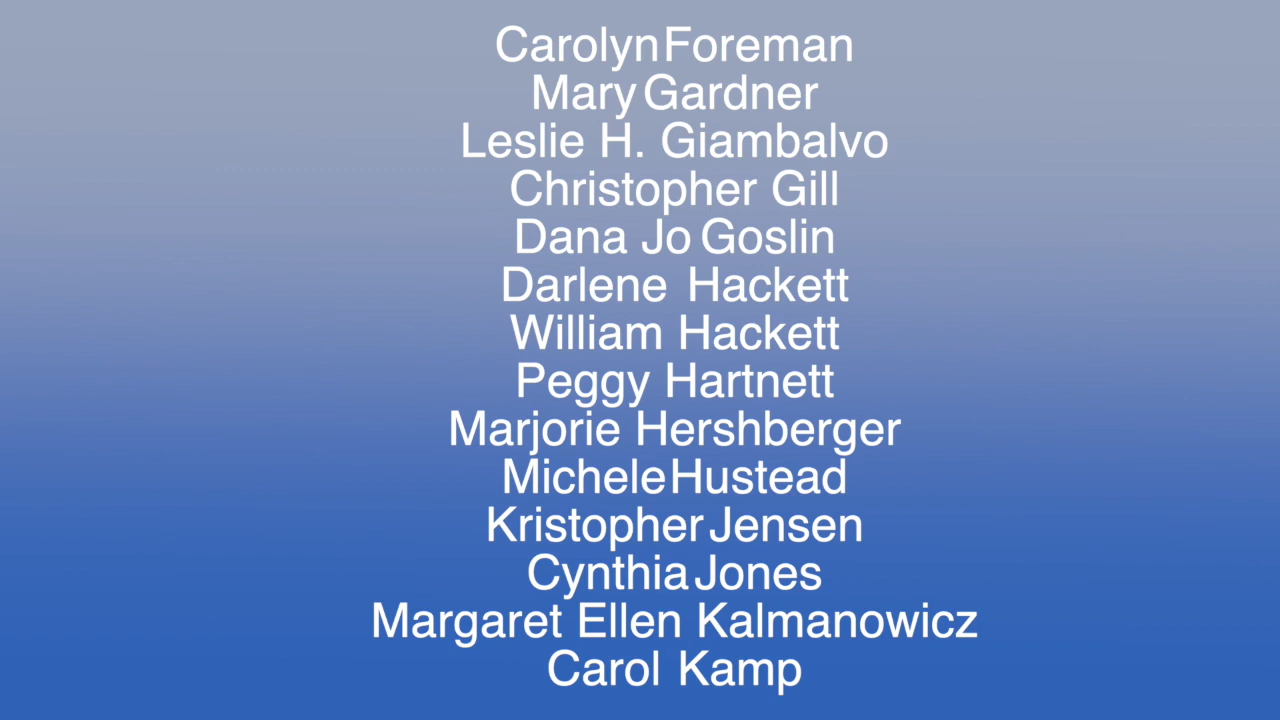 Carolyn Foreman
Mary Gardner
Leslie H. Giambalvo
Christopher Gill
Dana Jo Goslin
Darlene Hackett
William Hackett
Peggy Hartnett
Marjorie Hershberger
Michele Hustead
Kristopher Jensen
Cynthia Jones
Margaret Ellen Kalmanowicz
Carol Kamp